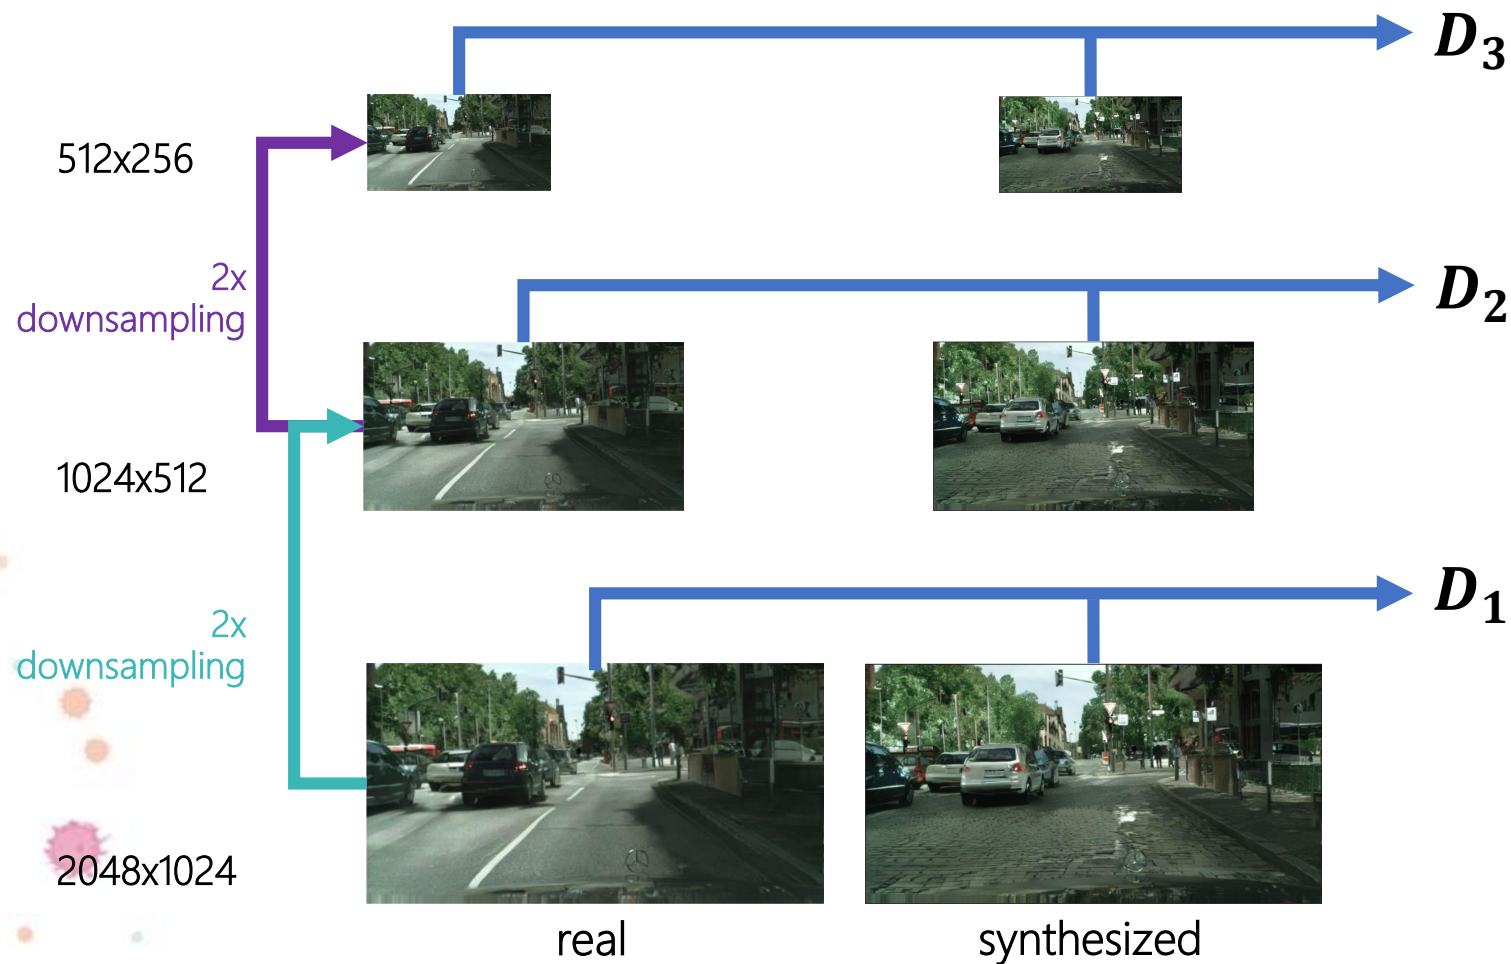 D3
512x256
2x
downsampling
D2
1024x512
D1
2x
downsampling
2048x1024
real
synthesized